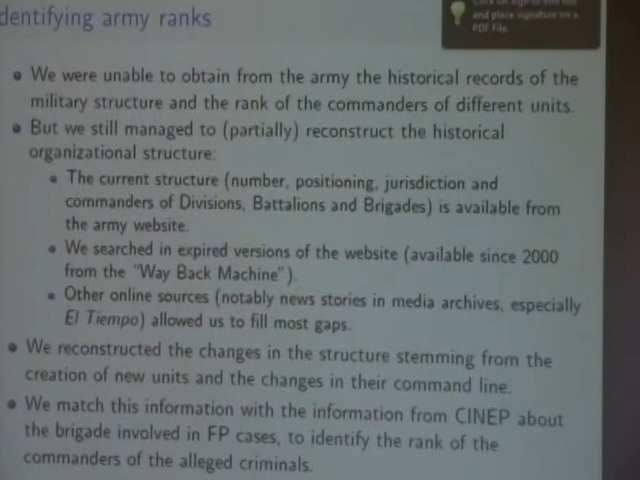 dentifying army ranks
and place signature on a
PDF File.
• We were unable to obtain from the army the historical records of the
military structure and the rank of the commanders of different units.
• But we still managed to (partially) reconstruct the historical
organizational structure:
• The current structure (number, positioning, jurisdiction and
commanders of Divisions, Battalions and Brigades) is available from
the army website.
• We searched in expired versions of the website (available since 2000
from the "Way Back Machine").
• Other online sources (notably news stories in media archives, especially
El Tiempo) allowed us to fill most gaps.
• We reconstructed the changes in the structure stemming from the
creation of new units and the changes in their command line.
• We match this information with the information from CINEP about
the brigade involved in FP cases, to identify the rank of the
commanders of the alleged criminals.